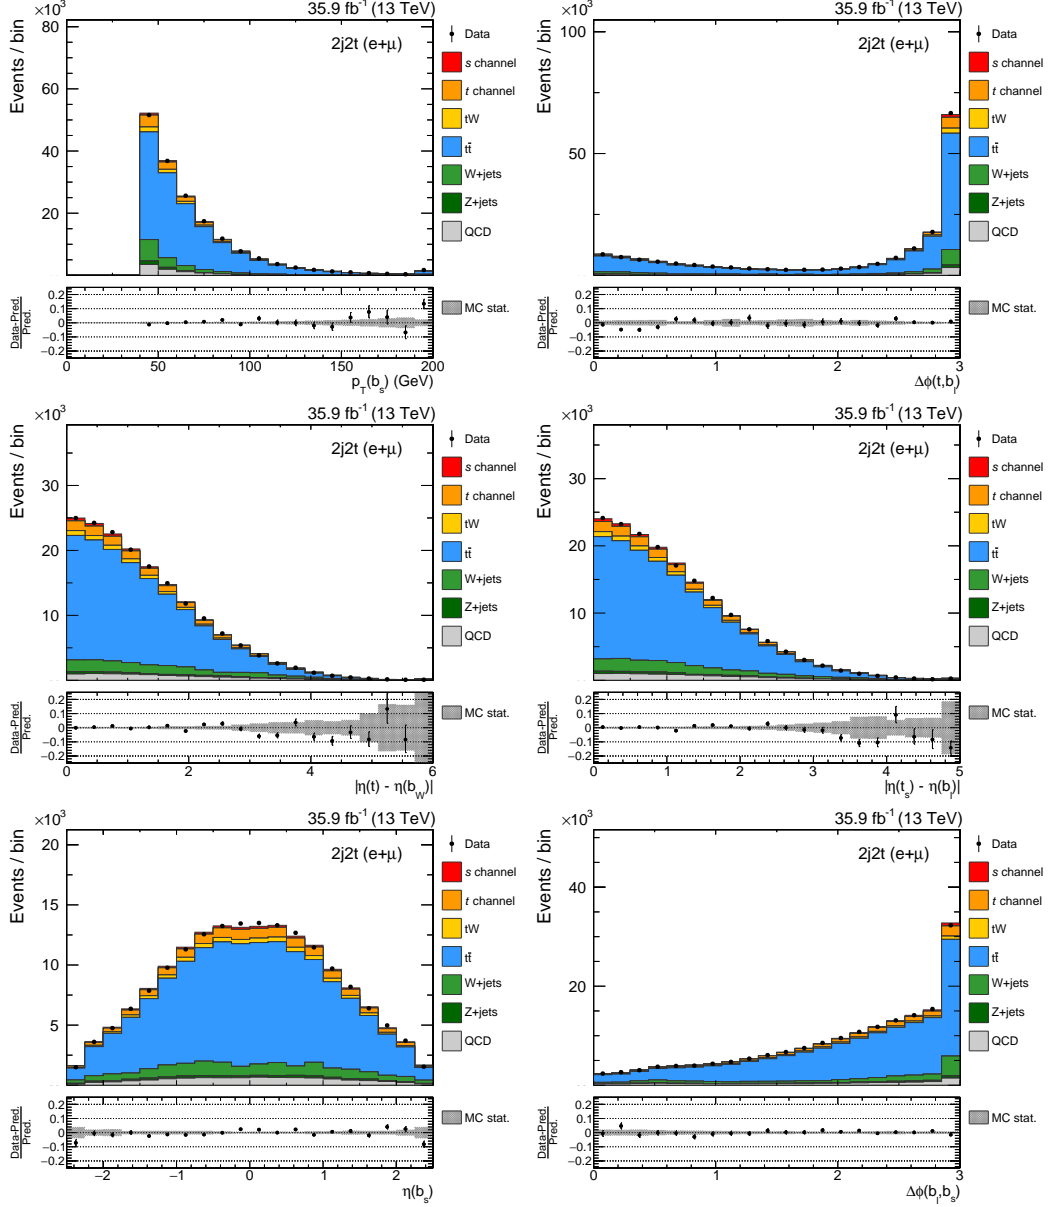 ×10³ 35.9 fb⁻¹ (13 TeV)
Events / bin
2j2t (e+μ)
80
60
40
20
Data
s channel
t channel
tW
tt̄
W+jets
Z+jets
QCD
Data-Pred.
Pred.
0.2
0.1
0
−0.1
−0.2
MC stat.
0 50 100 150 200
p_T(b_s) (GeV)
×10³ 35.9 fb⁻¹ (13 TeV)
Events / bin
2j2t (e+μ)
100
50
Data
s channel
t channel
tW
tt̄
W+jets
Z+jets
QCD
Data-Pred.
Pred.
0.2
0.1
0
−0.1
−0.2
MC stat.
0 1 2 3
Δϕ(t,b_l)
×10³ 35.9 fb⁻¹ (13 TeV)
Events / bin
2j2t (e+μ)
30
20
10
Data
s channel
t channel
tW
tt̄
W+jets
Z+jets
QCD
Data-Pred.
Pred.
0.2
0.1
0
−0.1
−0.2
MC stat.
0 2 4 6
|η(t) - η(b_W)|
×10³ 35.9 fb⁻¹ (13 TeV)
Events / bin
2j2t (e+μ)
30
20
10
Data
s channel
t channel
tW
tt̄
W+jets
Z+jets
QCD
Data-Pred.
Pred.
0.2
0.1
0
−0.1
−0.2
MC stat.
0 1 2 3 4 5
|η(t_s) - η(b_l)|
×10³ 35.9 fb⁻¹ (13 TeV)
Events / bin
2j2t (e+μ)
20
15
10
5
Data
s channel
t channel
tW
tt̄
W+jets
Z+jets
QCD
Data-Pred.
Pred.
0.2
0.1
0
−0.1
−0.2
MC stat.
−2 −1 0 1 2
η(b_s)
×10³ 35.9 fb⁻¹ (13 TeV)
Events / bin
2j2t (e+μ)
40
20
Data
s channel
t channel
tW
tt̄
W+jets
Z+jets
QCD
Data-Pred.
Pred.
0.2
0.1
0
−0.1
−0.2
MC stat.
0 1 2 3
Δϕ(b_l,b_s)